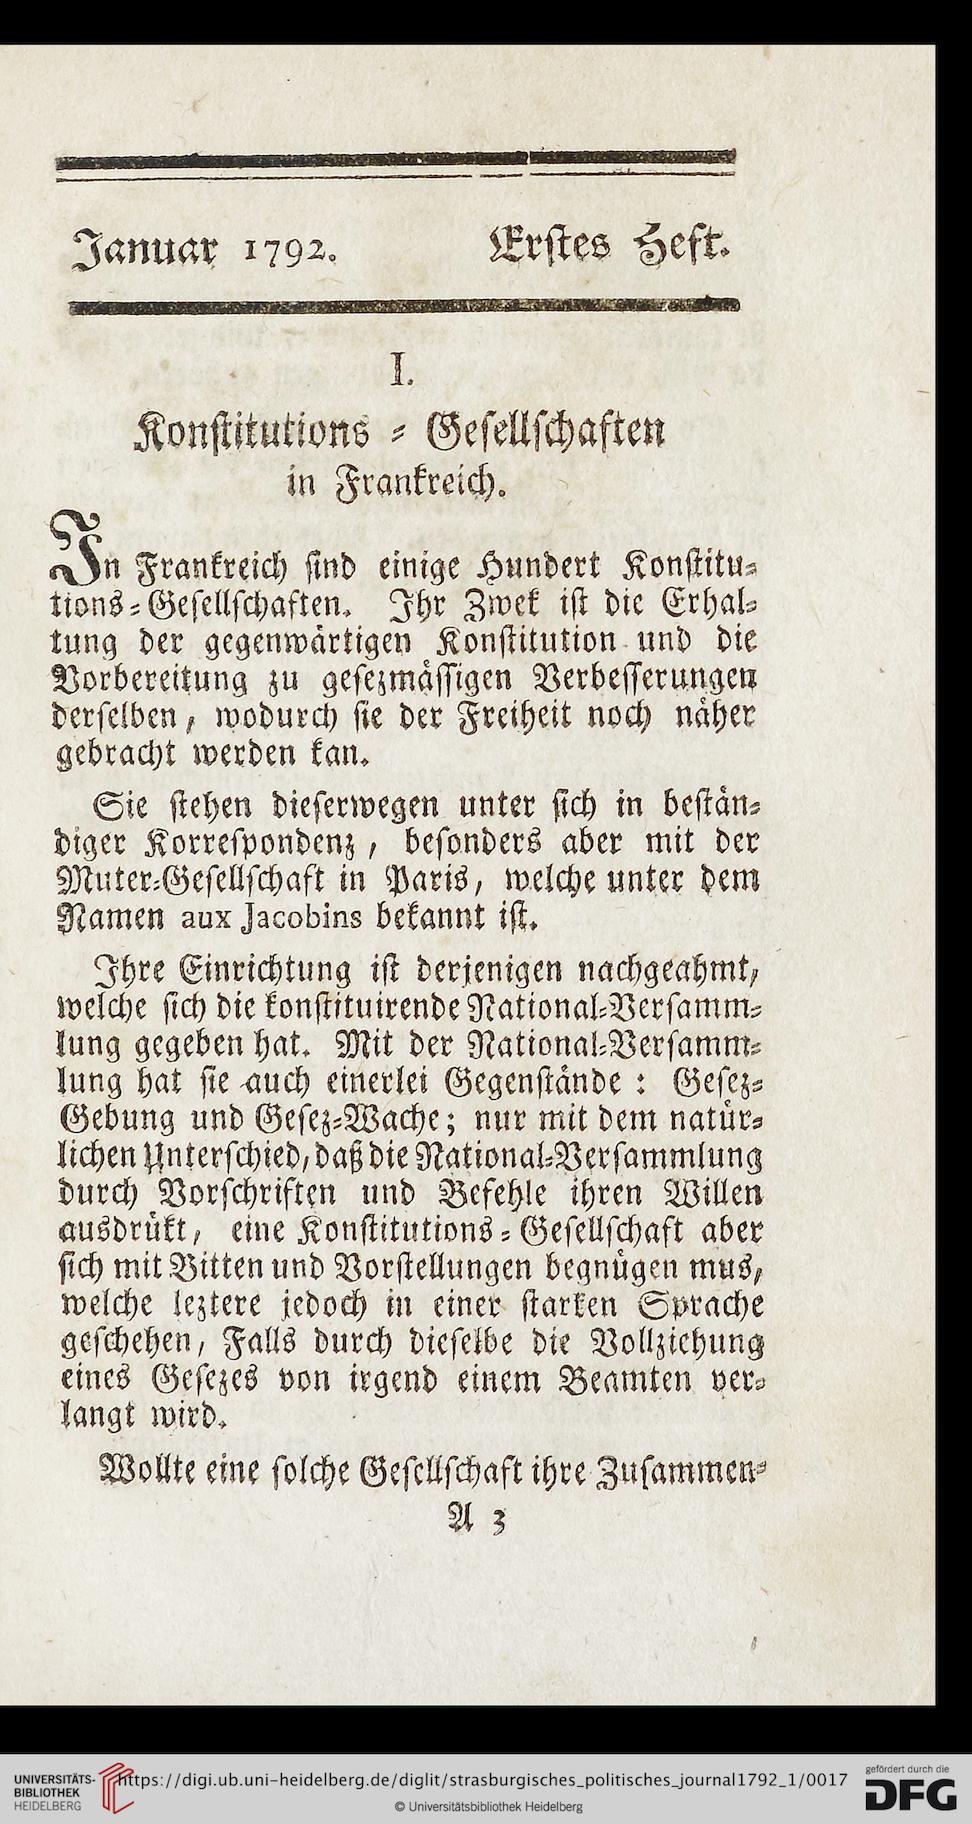 Januar 1792. Erstes Heft.
I.
Konstitutions = Gesellschaften
in Frankreich.
In Frankreich sind einige Hundert Konstitu=
tions=Gesellschaften. Ihr Zwek ist die Erhal=
tung der gegenwärtigen Konstitution und die
Vorbereitung zu gesezmässigen Verbesserungen
derselben, wodurch sie der Freiheit noch näher
gebracht werden kan.
Sie stehen dieserwegen unter sich in bestän=
diger Korrespondenz, besonders aber mit der
Muter=Gesellschaft in Paris, welche unter dem
Namen aux Jacobins bekannt ist.
Ihre Einrichtung ist derjenigen nachgeahmt,
welche sich die konstituirende National=Versamm=
lung gegeben hat. Mit der National=Versamm=
lung hat sie auch einerlei Gegenstände: Gesez=
Gebung und Gesez=Wache; nur mit dem natür=
lichen Unterschied, daß die National=Versammlung
durch Vorschriften und Befehle ihren Willen
ausdrükt, eine Konstitutions=Gesellschaft aber
sich mit Bitten und Vorstellungen begnügen mus,
welche leztere jedoch in einer starken Sprache
geschehen, Falls durch dieselbe die Vollziehung
eines Gesezes von irgend einem Beamten ver=
langt wird.
Wollte eine solche Gesellschaft ihre Zusammen=
A 3
UNIVERSITÄTS-
BIBLIOTHEK
HEIDELBERG
https://digi.ub.uni-heidelberg.de/diglit/strasburgisches_politisches_journal1792_1/0017
© Universitätsbibliothek Heidelberg
gefördert durch die
DFG